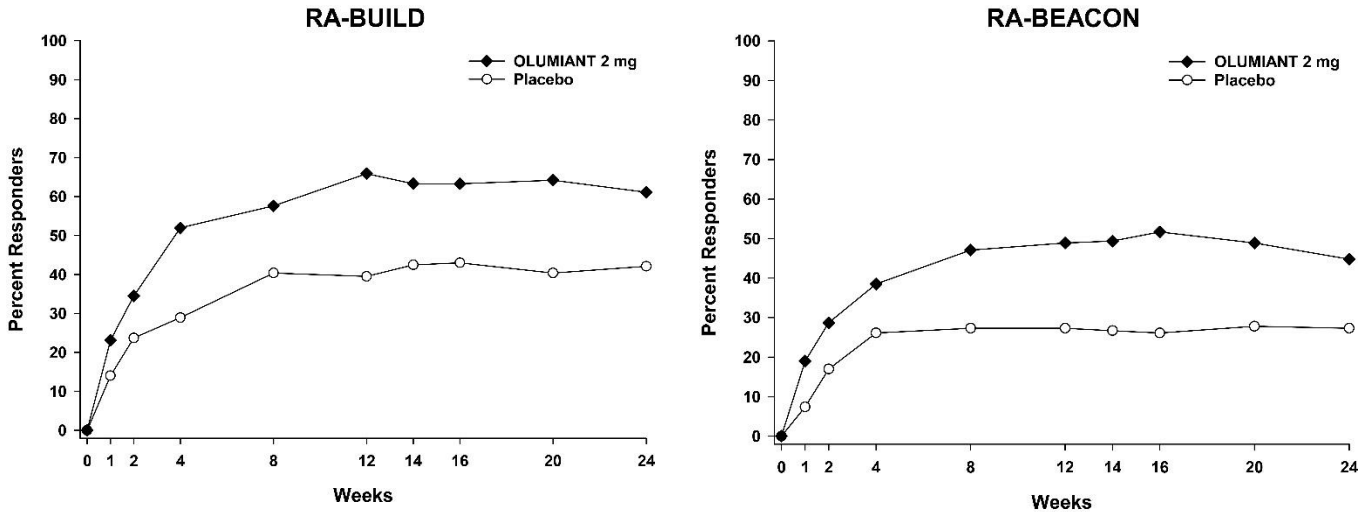 RA-BUILD
100
90
80
70
60
50
40
30
20
10
0
Percent Responders
OLUMIANT 2 mg
Placebo
0 1 2 4 8 12 14 16 20 24
Weeks
RA-BEACON
100
90
80
70
60
50
40
30
20
10
0
Percent Responders
OLUMIANT 2 mg
Placebo
0 1 2 4 8 12 14 16 20 24
Weeks